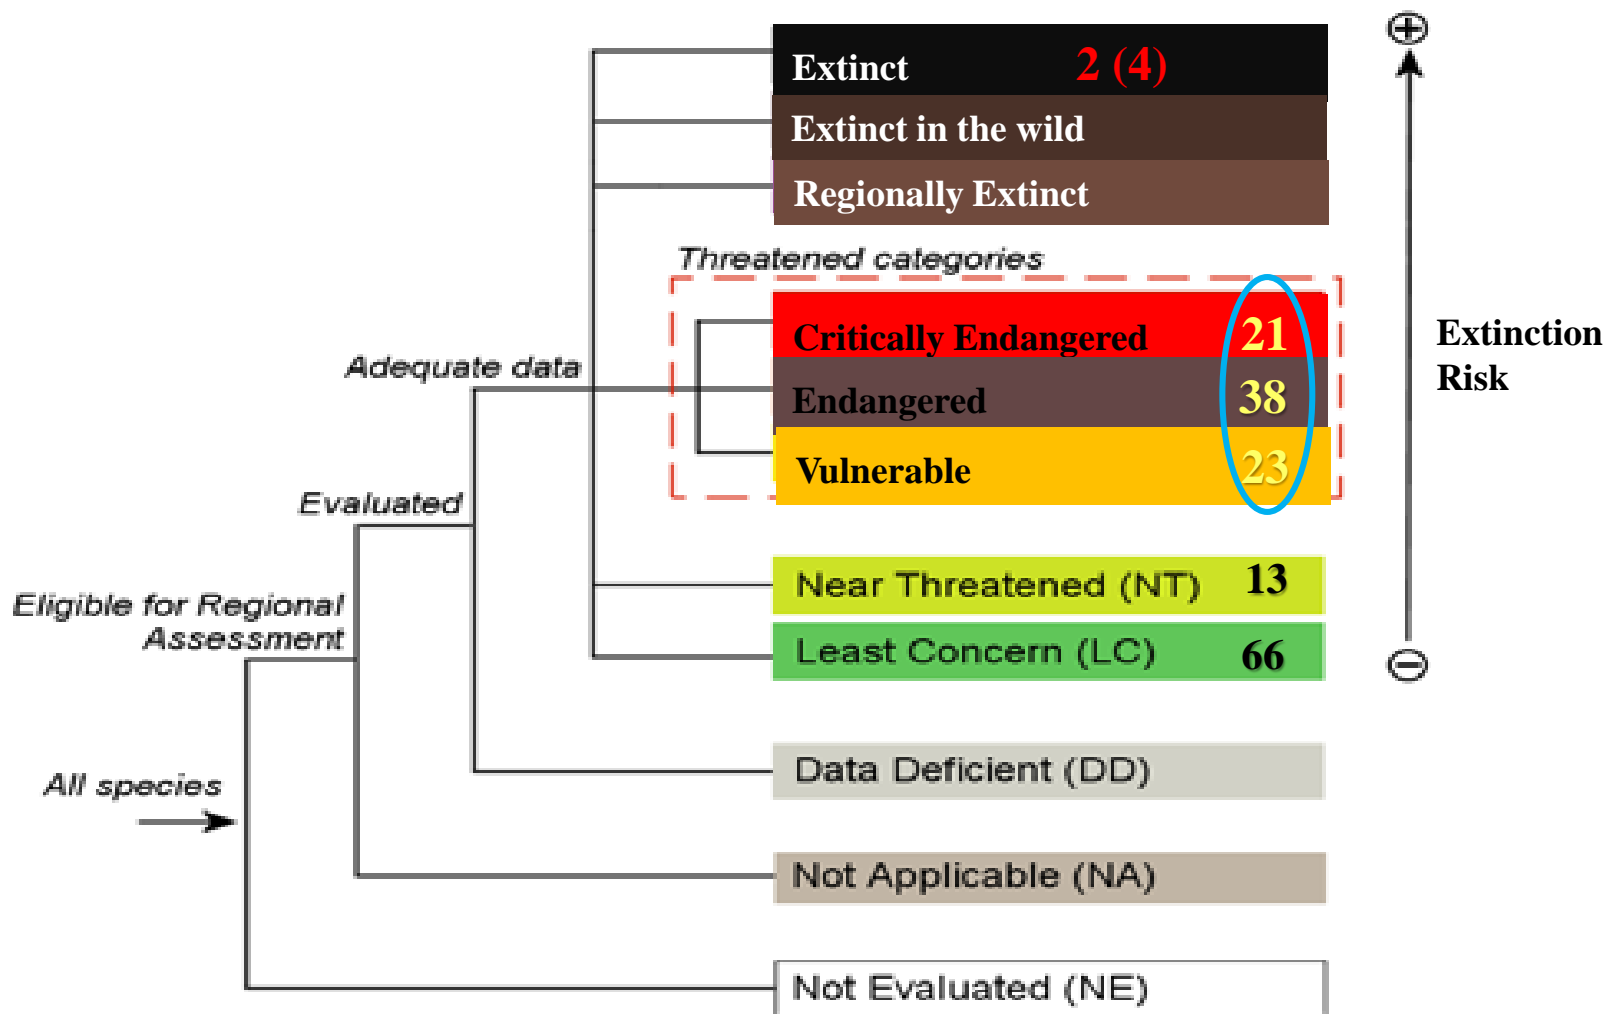 Extinct 2 (4)
Extinct in the wild
Regionally Extinct
Threatened categories
Critically Endangered 21
Endangered 38
Vulnerable 23
Extinction
Risk
Adequate data
Evaluated
Near Threatened (NT) 13
Eligible for Regional
Assessment
Least Concern (LC) 66
Data Deficient (DD)
All species
Not Applicable (NA)
Not Evaluated (NE)